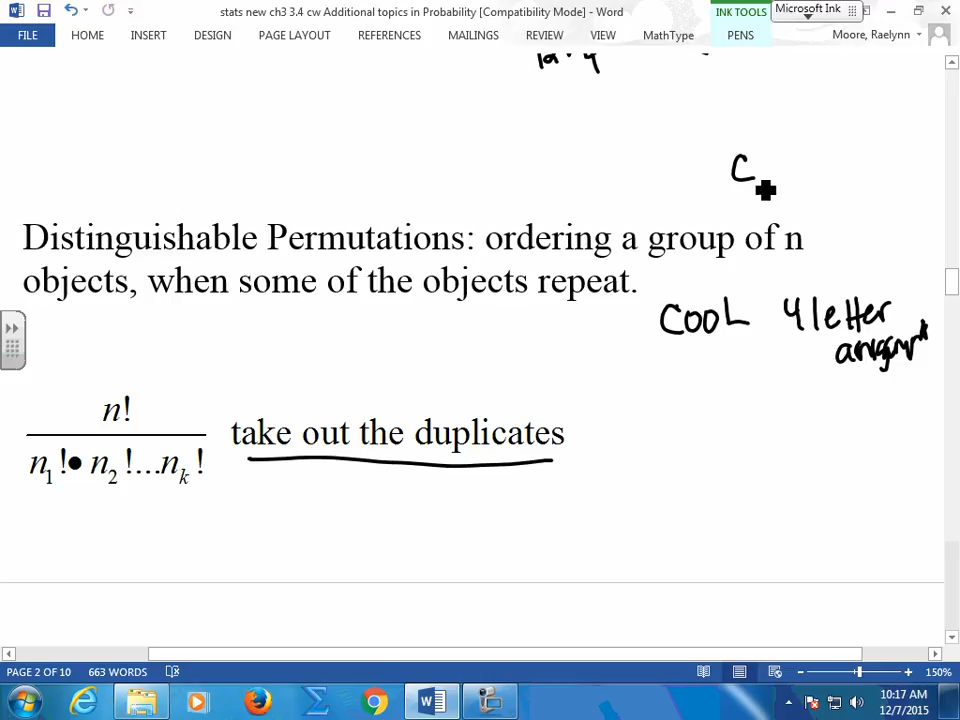 stats new ch3 3.4 cw Additional topics in Probability [Compatibility Mode] - Word
INK TOOLS
Microsoft Ink
FILE HOME INSERT DESIGN PAGE LAYOUT REFERENCES MAILINGS REVIEW VIEW MathType PENS Moore, Raelynn
C
Distinguishable Permutations: ordering a group of n
objects, when some of the objects repeat.
COOL 4 letter
n!
n₁!•n₂!...nₖ! take out the duplicates
PAGE 2 OF 10 663 WORDS 150%
10:17 AM
12/7/2015